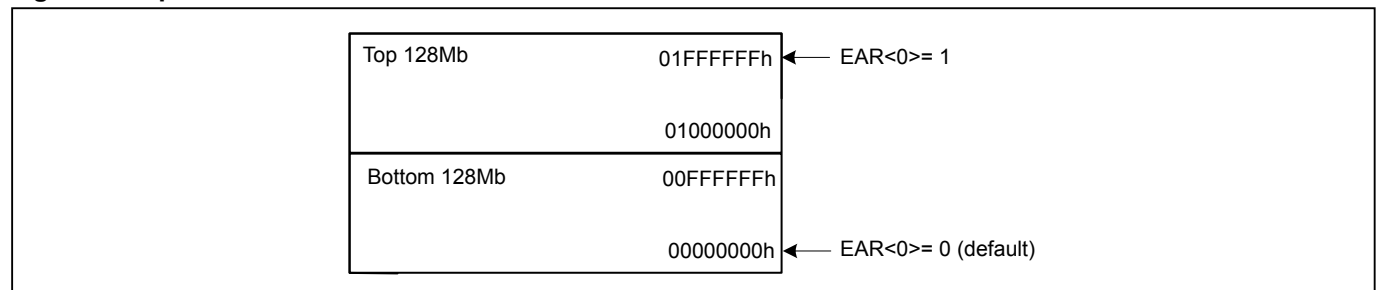 Top 128Mb 01FFFFFFh EAR<0>= 1
01000000h
Bottom 128Mb 00FFFFFFh
00000000h EAR<0>= 0 (default)